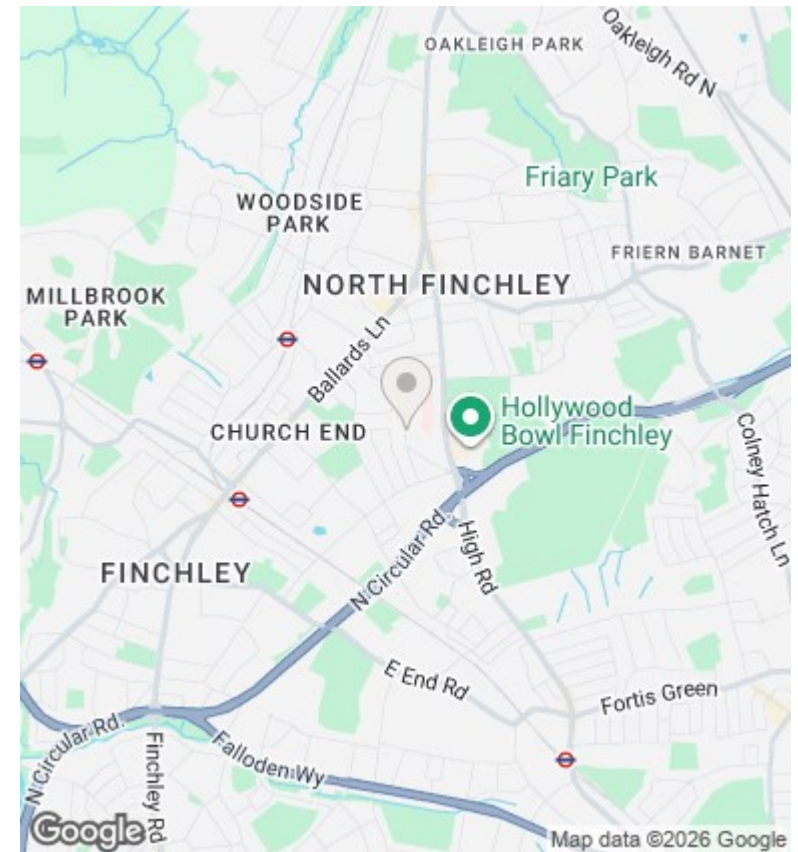 OAKLEIGH PARK
Oakleigh Rd N
Friary Park
WOODSIDE
PARK
FRIERN BARNET
NORTH FINCHLEY
MILLBROOK
PARK
Ballards Ln
Hollywood
Bowl Finchley
CHURCH END
Colney Hatch Ln
N Circular Rd.
High Rd
FINCHLEY
E End Rd
Fortis Green
N Circular Rd.
Finchley Rd
Falloden Wy
Google
Map data ©2026 Google